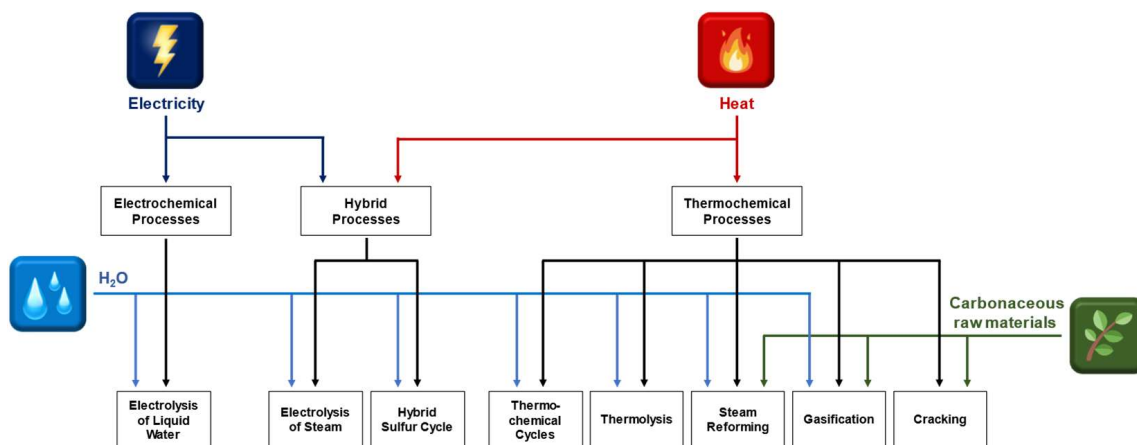 Electricity
Heat
Electrochemical
Processes
Hybrid
Processes
Thermochemical
Processes
H₂O
Carbonaceous
raw materials
Electrolysis
of Liquid
Water
Electrolysis
of Steam
Hybrid
Sulfur Cycle
Thermo-
chemical
Cycles
Thermolysis
Steam
Reforming
Gasification
Cracking